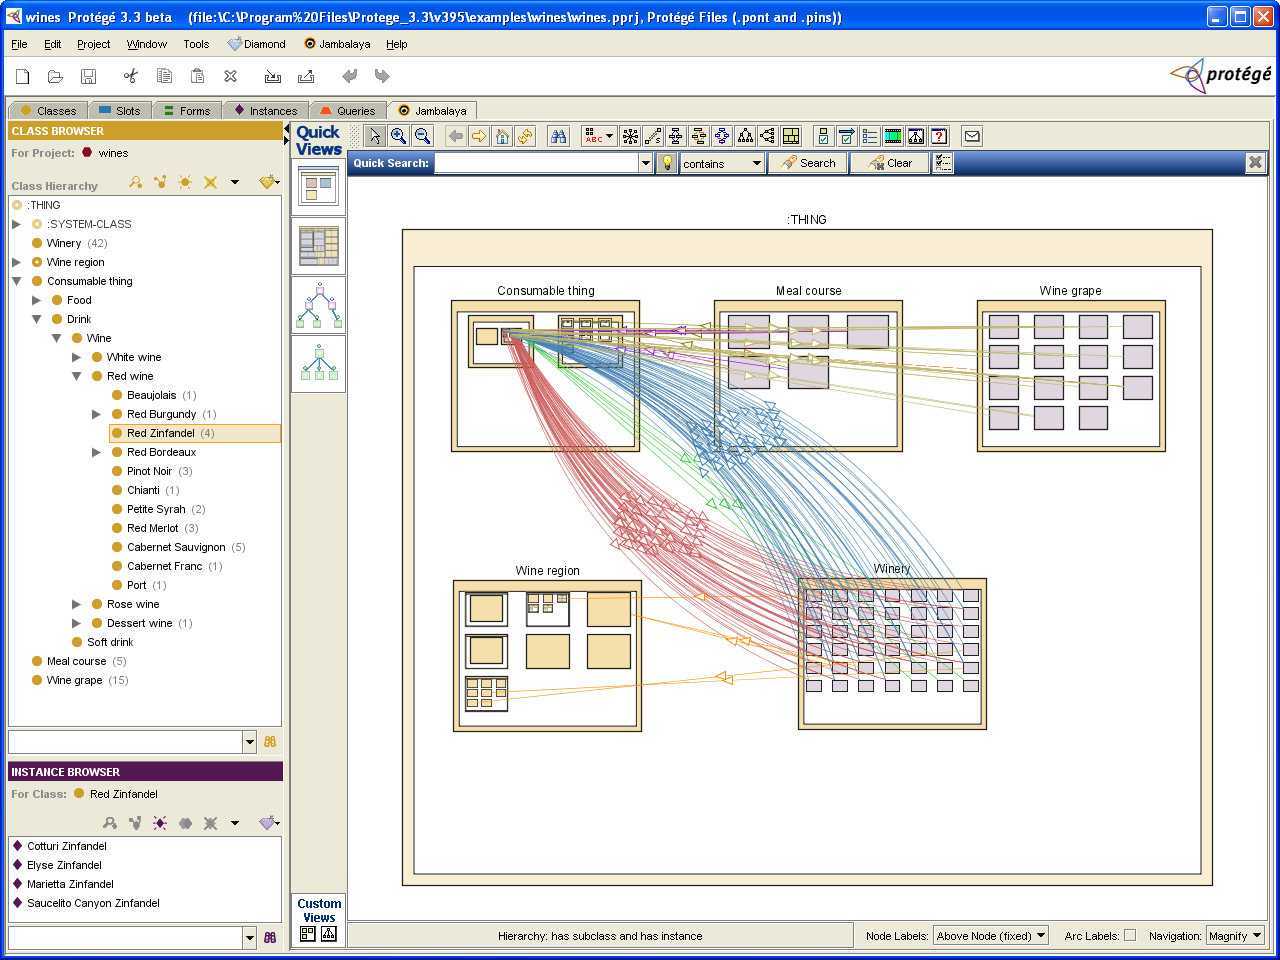 wines  Protégé 3.3 beta    (file:\C:\Program%20Files\Protege_3.3\v395\examples\wines\wines.pprj, Protégé Files (.pont and .pins))
File Edit Project Window Tools Diamond Jambalaya Help
protégé
Classes Slots Forms Instances Queries Jambalaya
CLASS BROWSER
For Project: wines
Class Hierarchy
:THING
:SYSTEM-CLASS
Winery (42)
Wine region
Consumable thing
Food
Drink
Wine
White wine
Red wine
Beaujolais (1)
Red Burgundy (1)
Red Zinfandel (4)
Red Bordeaux
Pinot Noir (3)
Chianti (1)
Petite Syrah (2)
Red Merlot (3)
Cabernet Sauvignon (5)
Cabernet Franc (1)
Port (1)
Rose wine
Dessert wine (1)
Soft drink
Meal course (5)
Wine grape (15)
INSTANCE BROWSER
For Class: Red Zinfandel
Cotturi Zinfandel
Elyse Zinfandel
Marietta Zinfandel
Saucelito Canyon Zinfandel
Quick
Views
Custom
Views
ABC
Quick Search: contains Search Clear
:THING
Consumable thing
Meal course
Wine grape
Wine region
Winery
Hierarchy: has subclass and has instance
Node Labels: Above Node (fixed) Arc Labels: Navigation: Magnify